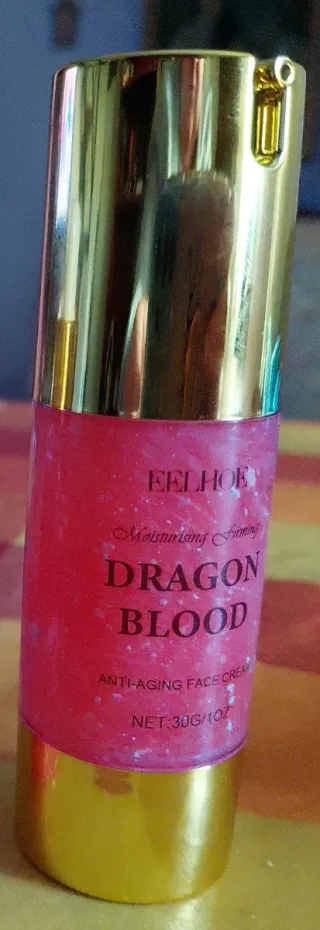 EELHOE
Moisturising Firming
DRAGON
BLOOD
ANTI-AGING FACE CREAM
NET:30G/1OZ